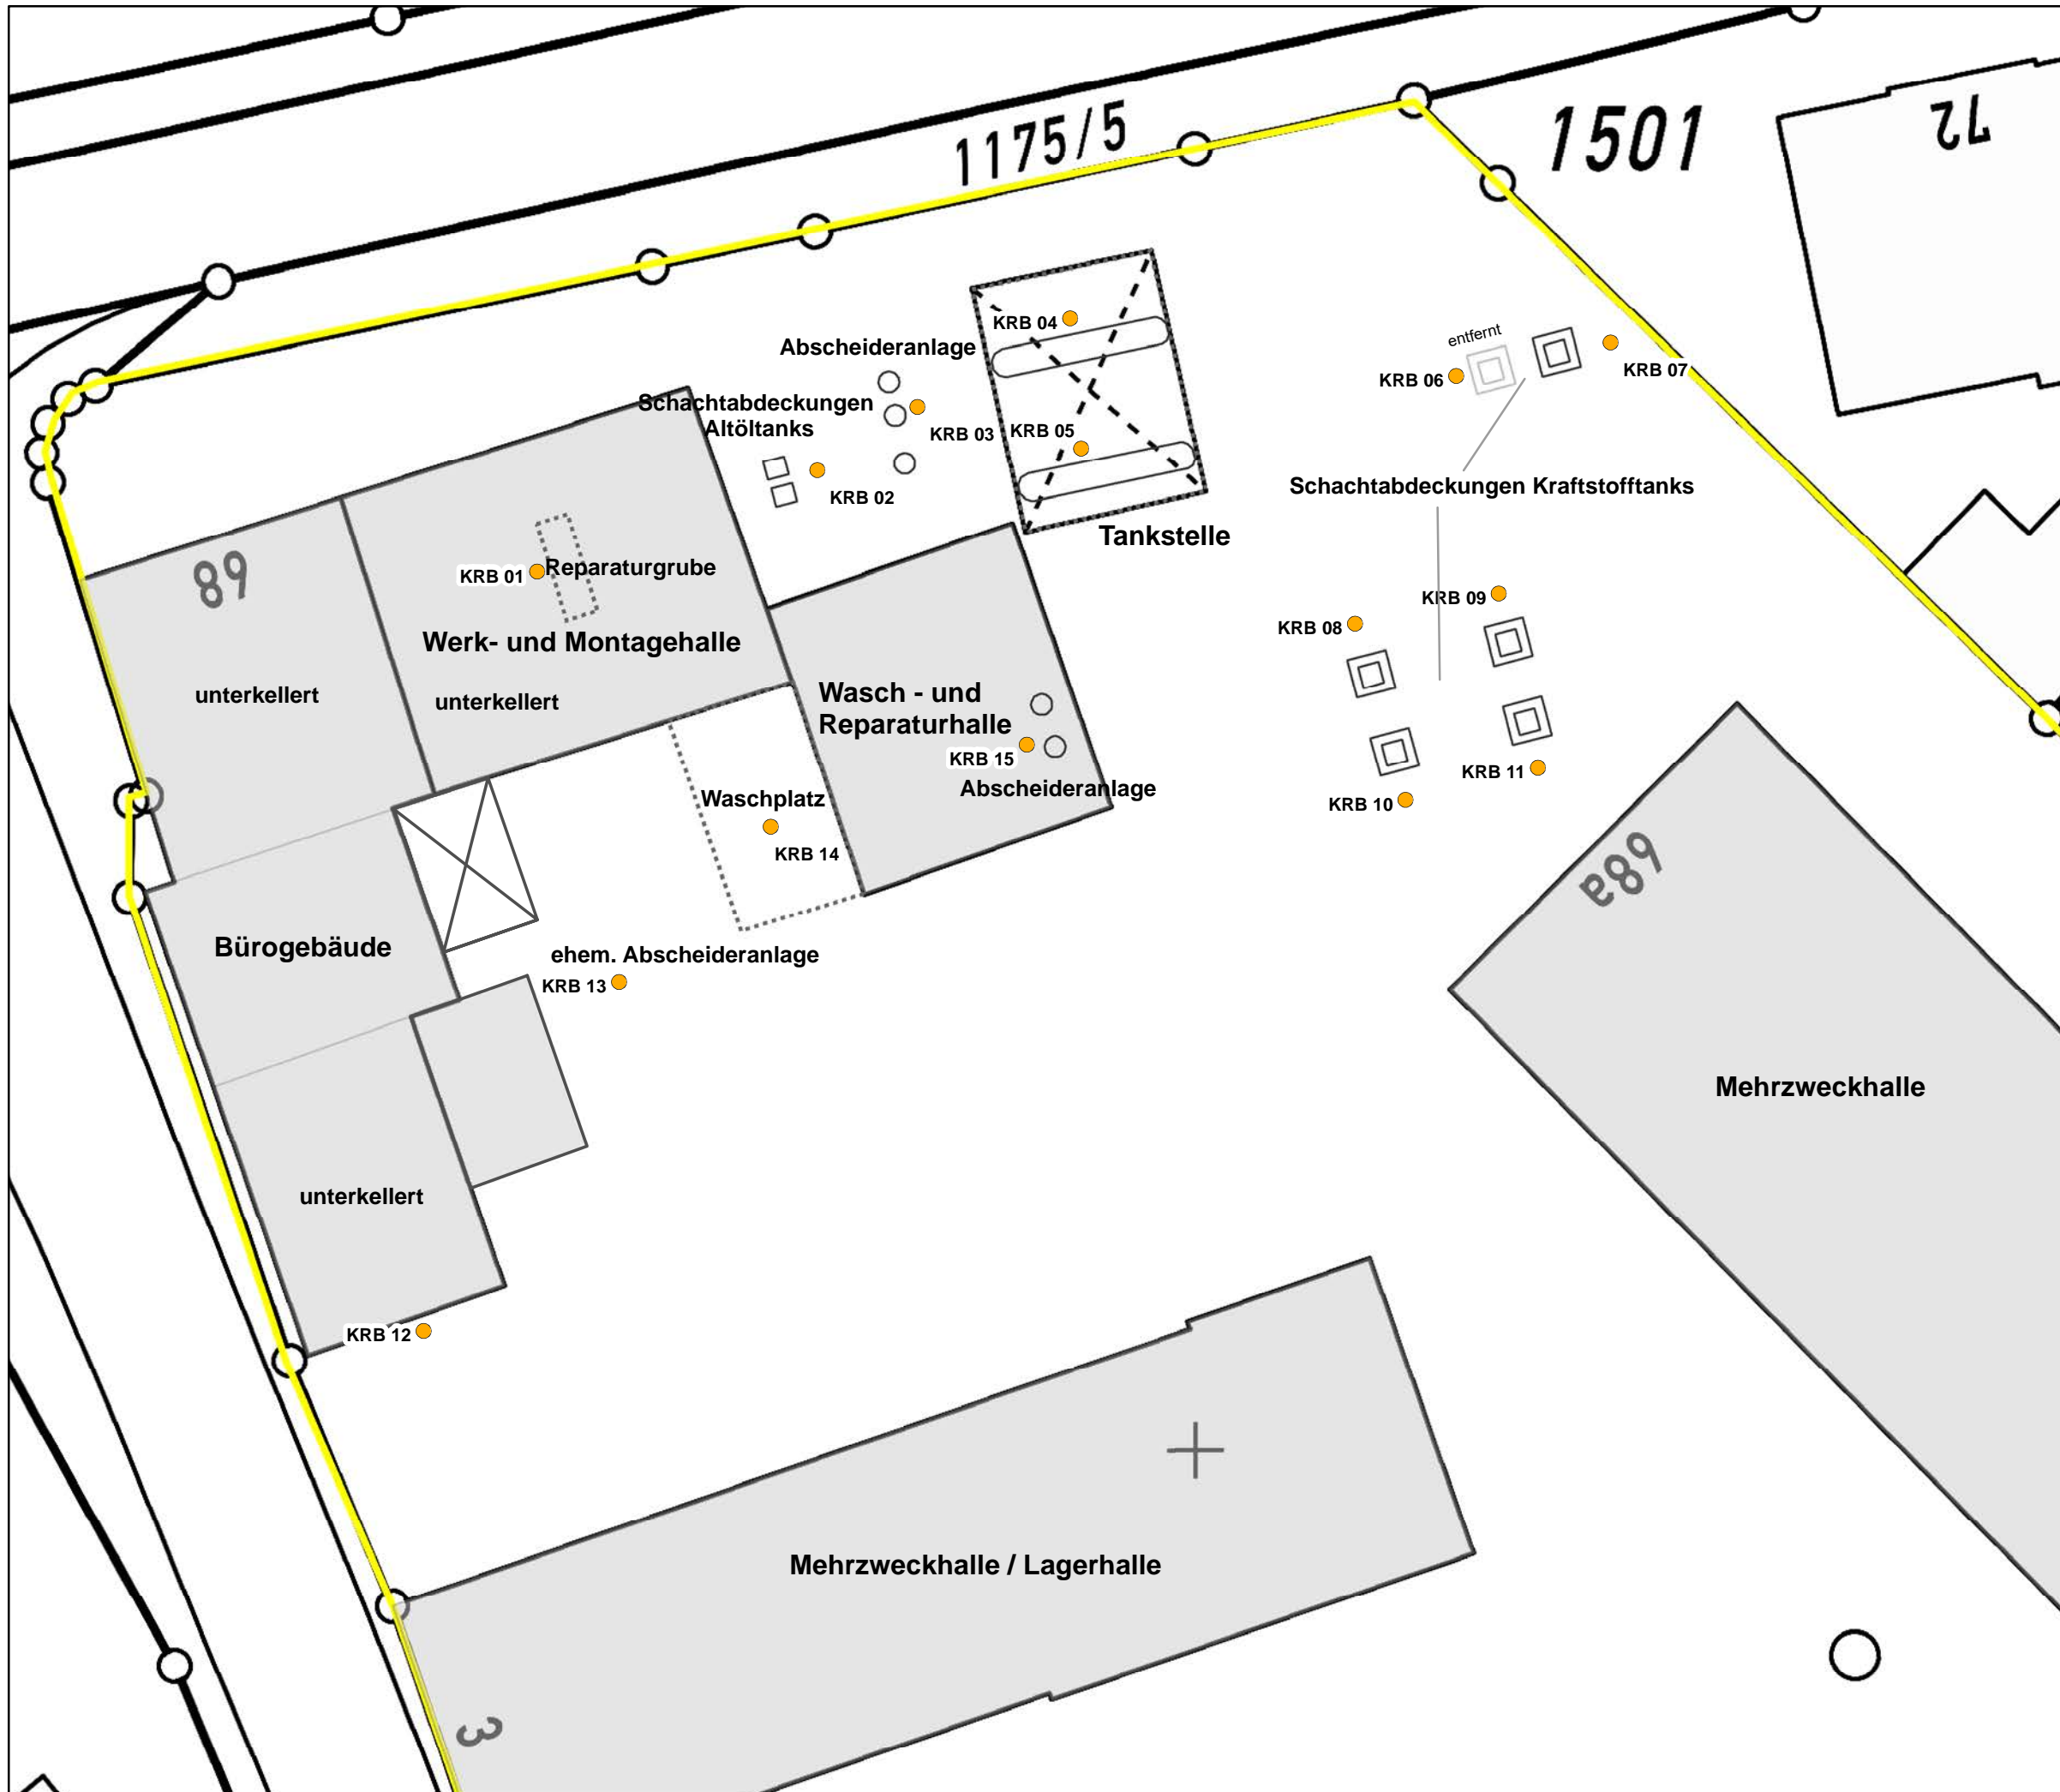 1175/5
1501
72
entfernt
KRB 04
Abscheideranlage
KRB 07
KRB 06
Schachtabdeckungen
Altöltanks
KRB 03
KRB 05
KRB 02
Schachtabdeckungen Kraftstofftanks
Tankstelle
89
KRB 01
Reparaturgrube
KRB 09
KRB 08
Werk- und Montagehalle
unterkellert
unterkellert
Wasch - und
Reparaturhalle
KRB 15
Abscheideranlage
KRB 11
KRB 10
Waschplatz
KRB 14
68a
Bürogebäude
ehem. Abscheideranlage
KRB 13
Mehrzweckhalle
unterkellert
KRB 12
Mehrzweckhalle / Lagerhalle
3